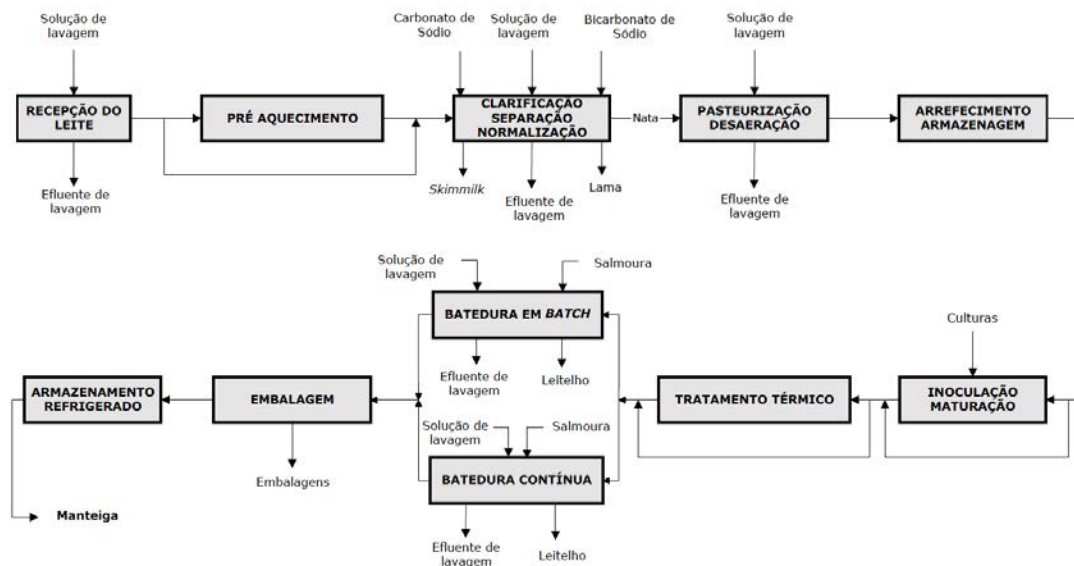 Solução de
lavagem
Carbonato de
Sódio
Solução de
lavagem
Bicarbonato de
Sódio
Solução de
lavagem
RECEPÇÃO DO
LEITE
PRÉ AQUECIMENTO
CLARIFICAÇÃO
SEPARAÇÃO
NORMALIZAÇÃO
Nata
PASTEURIZAÇÃO
DESAERAÇÃO
ARREFECIMENTO
ARMAZENAGEM
Efluente de
lavagem
Skimmilk
Efluente de
lavagem
Lama
Efluente de
lavagem
Solução de
lavagem
Salmoura
BATEDURA EM BATCH
Efluente de
lavagem
Leitelho
Culturas
ARMAZENAMENTO
REFRIGERADO
EMBALAGEM
TRATAMENTO TÉRMICO
INOCULAÇÃO
MATURAÇÃO
Solução de
lavagem
Salmoura
BATEDURA CONTÍNUA
Embalagens
Manteiga
Efluente de
lavagem
Leitelho